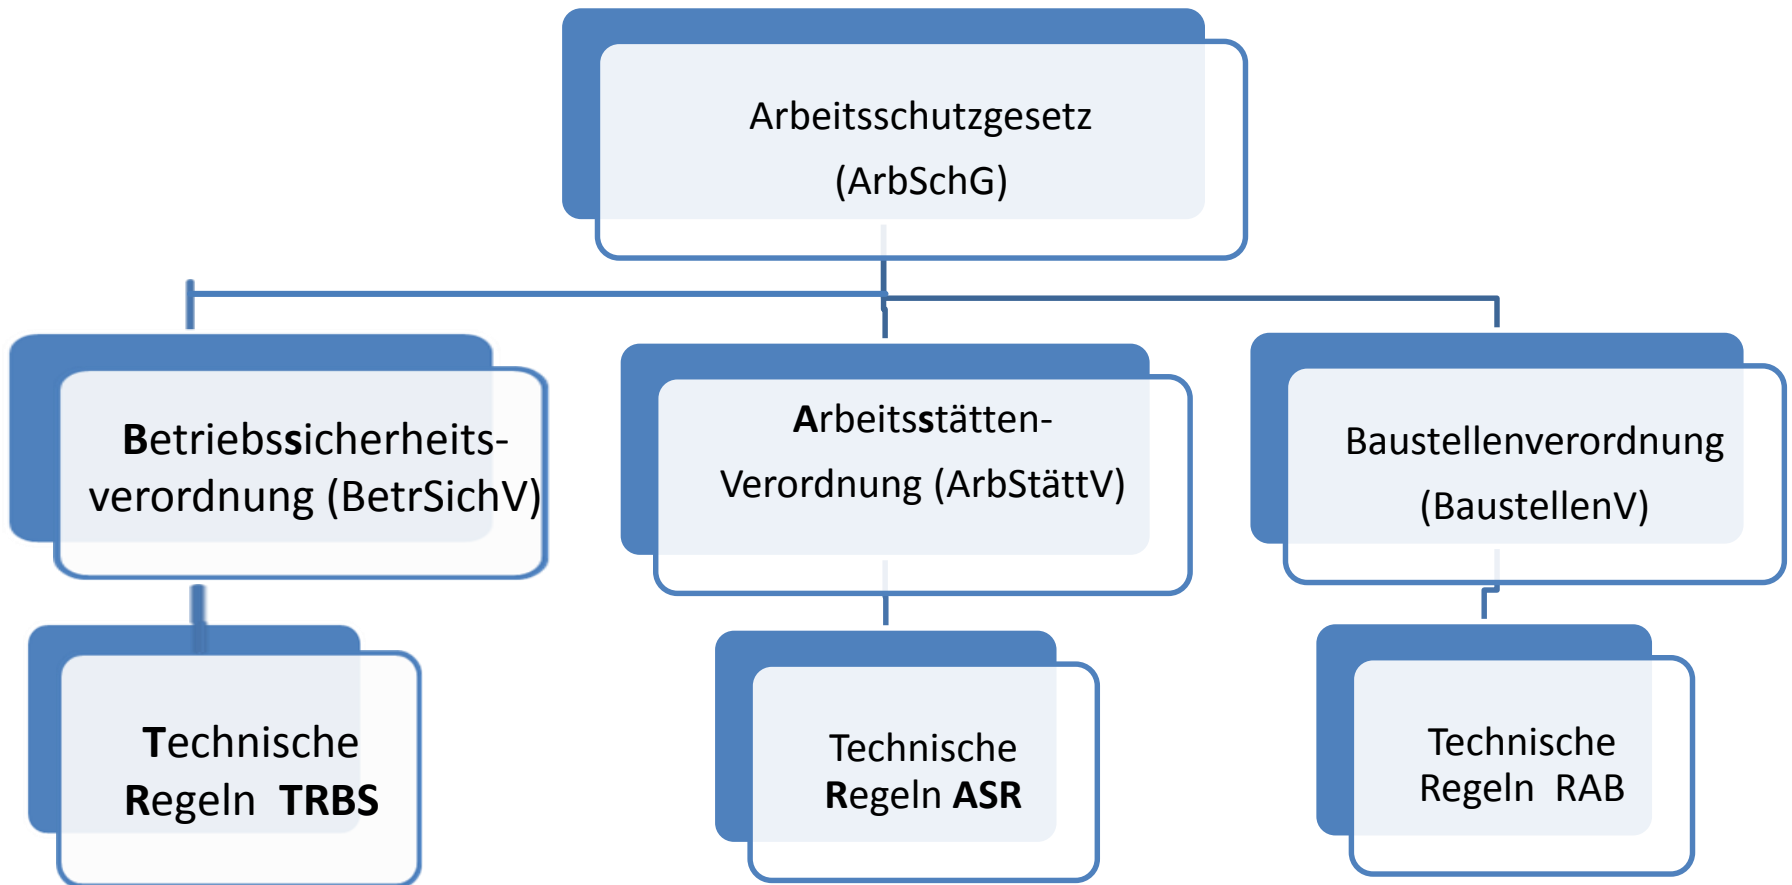 Arbeitsschutzgesetz
(ArbSchG)
Betriebssicherheits-
verordnung (BetrSichV)
Arbeitsstätten-
Verordnung (ArbStättV)
Baustellenverordnung
(BaustellenV)
Technische
Regeln TRBS
Technische
Regeln ASR
Technische
Regeln RAB